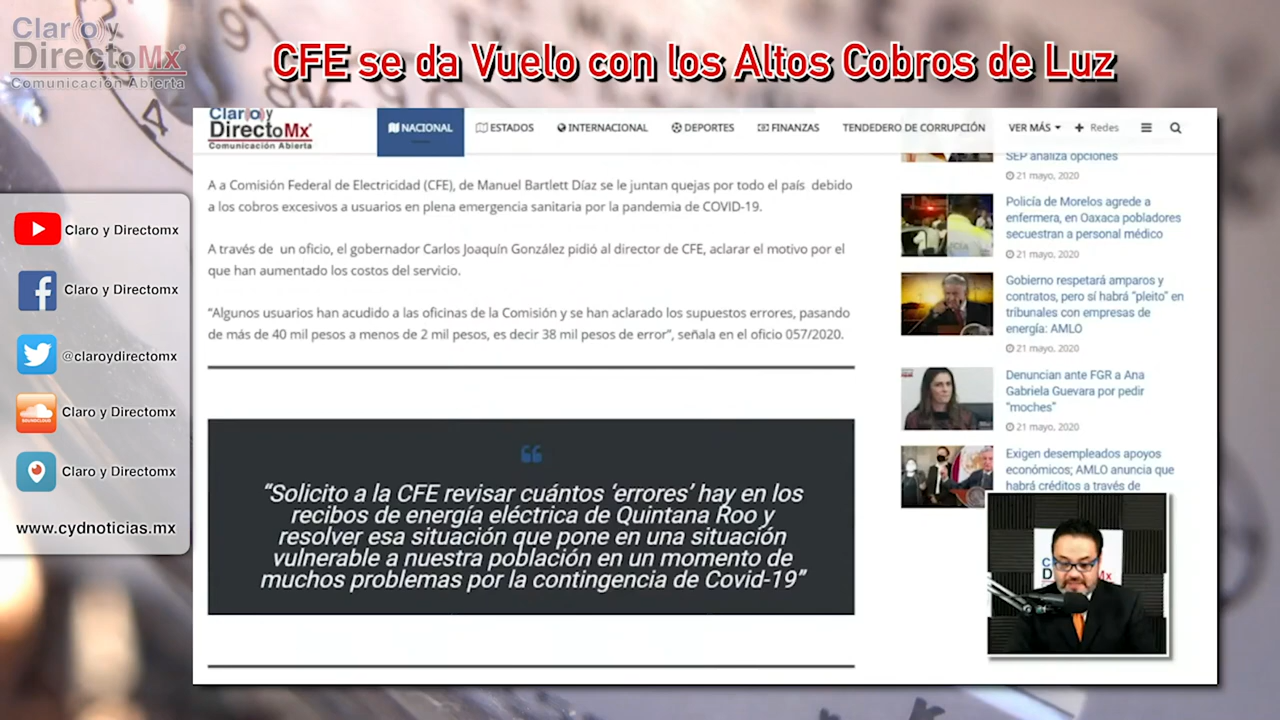 Claro y
DirectoMx
Comunicación Abierta
CFE se da Vuelo con los Altos Cobros de Luz
Claro y
DirectoMx
Comunicación Abierta
NACIONAL
ESTADOS
INTERNACIONAL
DEPORTES
FINANZAS
TENDEDERO DE CORRUPCIÓN
VER MÁS
Redes
A a Comisión Federal de Electricidad (CFE), de Manuel Bartlett Díaz se le juntan quejas por todo el país debido
a los cobros excesivos a usuarios en plena emergencia sanitaria por la pandemia de COVID-19.
A través de un oficio, el gobernador Carlos Joaquín González pidió al director de CFE, aclarar el motivo por el
que han aumentado los costos del servicio.
“Algunos usuarios han acudido a las oficinas de la Comisión y se han aclarado los supuestos errores, pasando
de más de 40 mil pesos a menos de 2 mil pesos, es decir 38 mil pesos de error”, señala en el oficio 057/2020.
“Solicito a la CFE revisar cuántos ‘errores’ hay en los
recibos de energía eléctrica de Quintana Roo y
resolver esa situación que pone en una situación
vulnerable a nuestra población en un momento de
muchos problemas por la contingencia de Covid-19”
SEP analiza opciones
21 mayo, 2020
Policía de Morelos agrede a
enfermera, en Oaxaca pobladores
secuestran a personal médico
21 mayo, 2020
Gobierno respetará amparos y
contratos, pero sí habrá “pleito” en
tribunales con empresas de
energía: AMLO
21 mayo, 2020
Denuncian ante FGR a Ana
Gabriela Guevara por pedir
“moches”
21 mayo, 2020
Exigen desempleados apoyos
económicos; AMLO anuncia que
habrá créditos a través de
Claro y Directomx
Claro y Directomx
@claroydirectomx
Claro y Directomx
Claro y Directomx
www.cydnoticias.mx